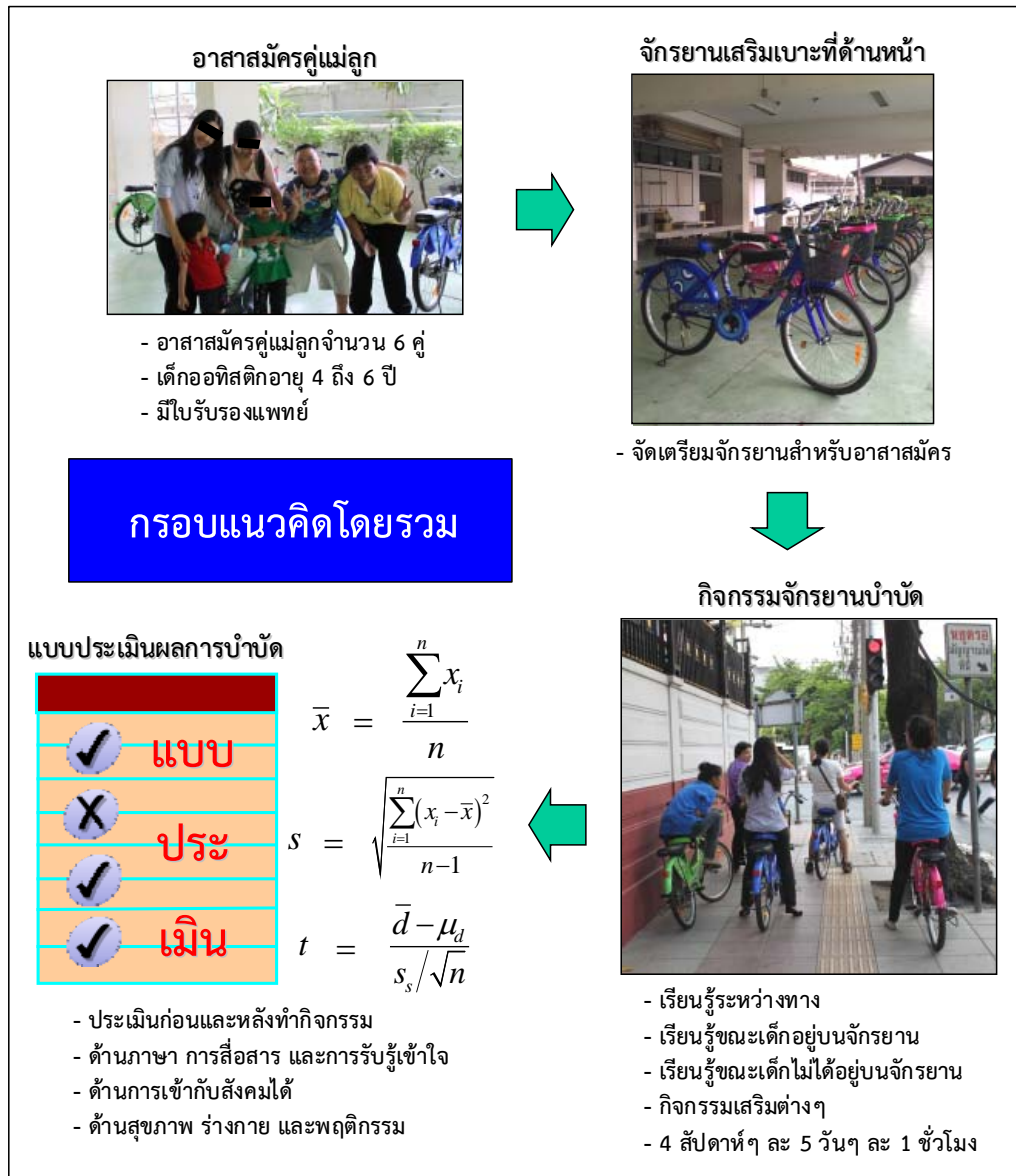 อาสาสมัครคู่แม่ลูก
- อาสาสมัครคู่แม่ลูกจำนวน 6 คู่
- เด็กออทิสติกอายุ 4 ถึง 6 ปี
- มีใบรับรองแพทย์
จักรยานเสริมเบาะที่ด้านหน้า
- จัดเตรียมจักรยานสำหรับอาสาสมัคร
กรอบแนวคิดโดยรวม
กิจกรรมจักรยานบำบัด
หยุดรอ
- เรียนรู้ระหว่างทาง
- เรียนรู้ขณะเด็กอยู่บนจักรยาน
- เรียนรู้ขณะเด็กไม่ได้อยู่บนจักรยาน
- กิจกรรมเสริมต่างๆ
- 4 สัปดาห์ๆ ละ 5 วันๆ ละ 1 ชั่วโมง
แบบประเมินผลการบำบัด
แบบ
ประ
เมิน
x̄ = \frac{\sum_{i=1}^{n} x_i}{n}
s = \sqrt{\frac{\sum_{i=1}^{n} (x_i - x̄)^2}{n-1}}
t = \frac{d̄ - μ_d}{s_s/\sqrt{n}}
- ประเมินก่อนและหลังทำกิจกรรม
- ด้านภาษา การสื่อสาร และการรับรู้เข้าใจ
- ด้านการเข้ากับสังคมได้
- ด้านสุขภาพ ร่างกาย และพฤติกรรม